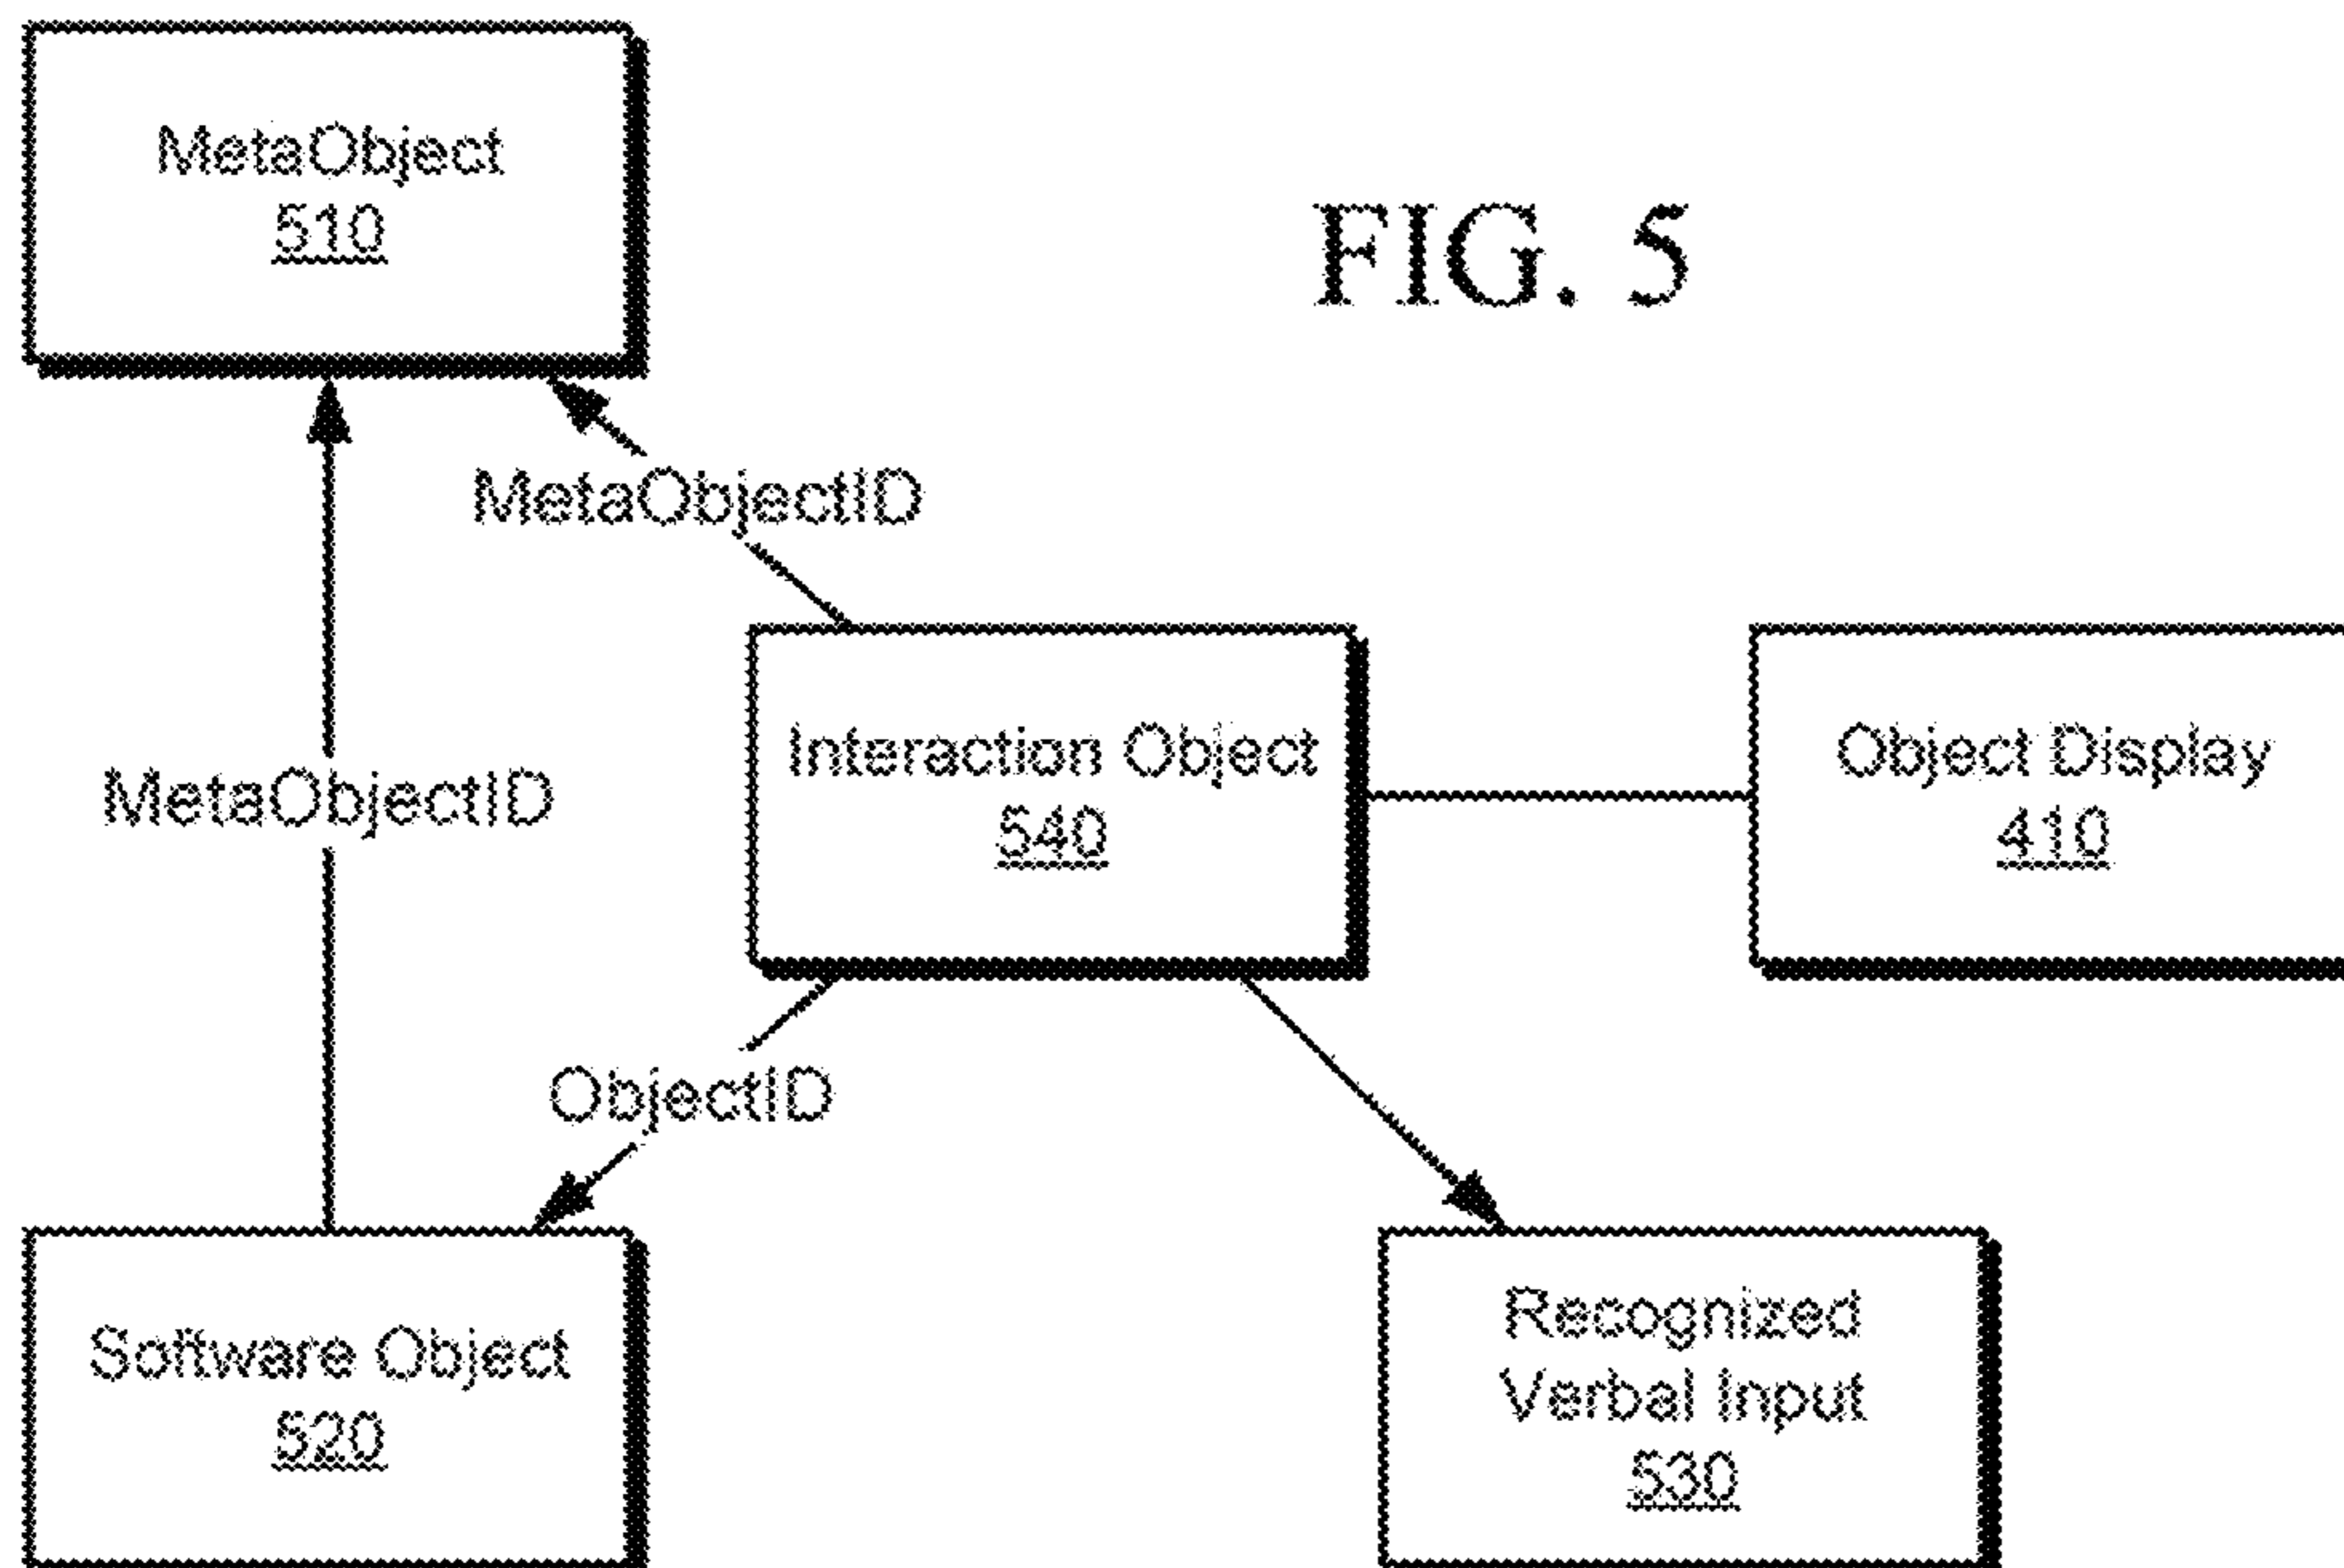 MetaObject
510
FIG. 5
MetaObjectID
Interaction Object
540
Object Display
410
MetaObjectID
ObjectID
Software Object
520
Recognized
Verbal Input
530